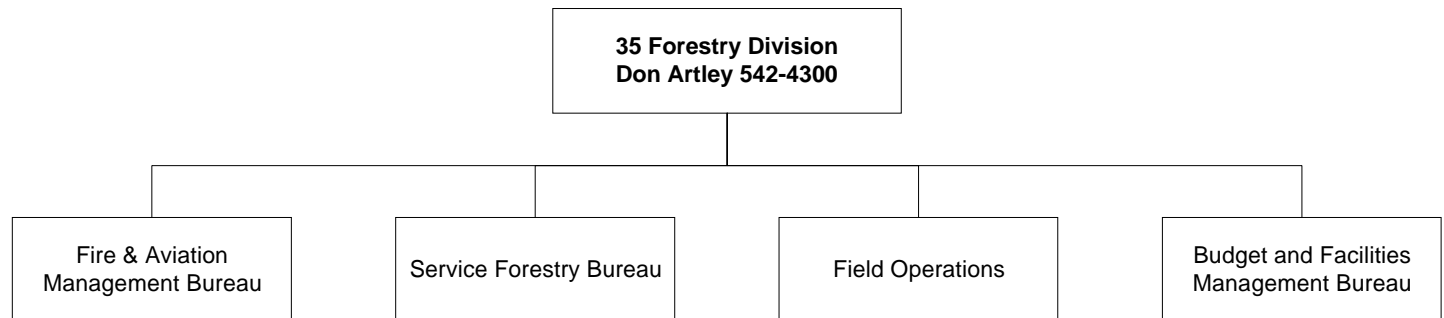 35 Forestry Division
Don Artley 542-4300
Fire & Aviation
Management Bureau
Service Forestry Bureau
Field Operations
Budget and Facilities
Management Bureau